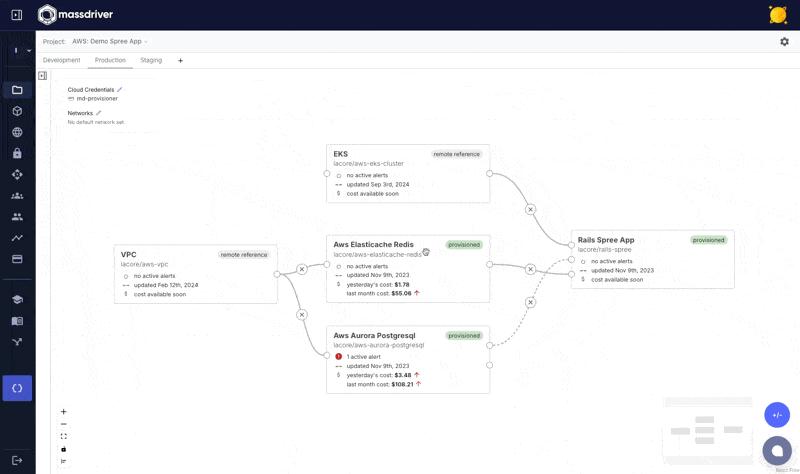 massdriver
Project: AWS: Demo Spree App
Development Production Staging +
Cloud Credentials
md-provisioner
Networks
No default network set
EKS remote reference
lacore/aws-eks-cluster
no active alerts
updated Sep 3rd, 2024
$ cost available soon
Aws Elasticache Redis provisioned
lacore/aws-elasticache-redis
no active alerts
updated Nov 9th, 2023
$ yesterday's cost: $1.78
last month cost: $55.06
VPC remote reference
lacore/aws-vpc
no active alerts
updated Feb 12th, 2024
$ cost available soon
Rails Spree App provisioned
lacore/rails-spree
no active alerts
updated Nov 9th, 2023
$ cost available soon
Aws Aurora Postgresql provisioned
lacore/aws-aurora-postgresql
1 active alert
updated Nov 9th, 2023
$ yesterday's cost: $3.48
last month cost: $108.21
+/-
React Flow